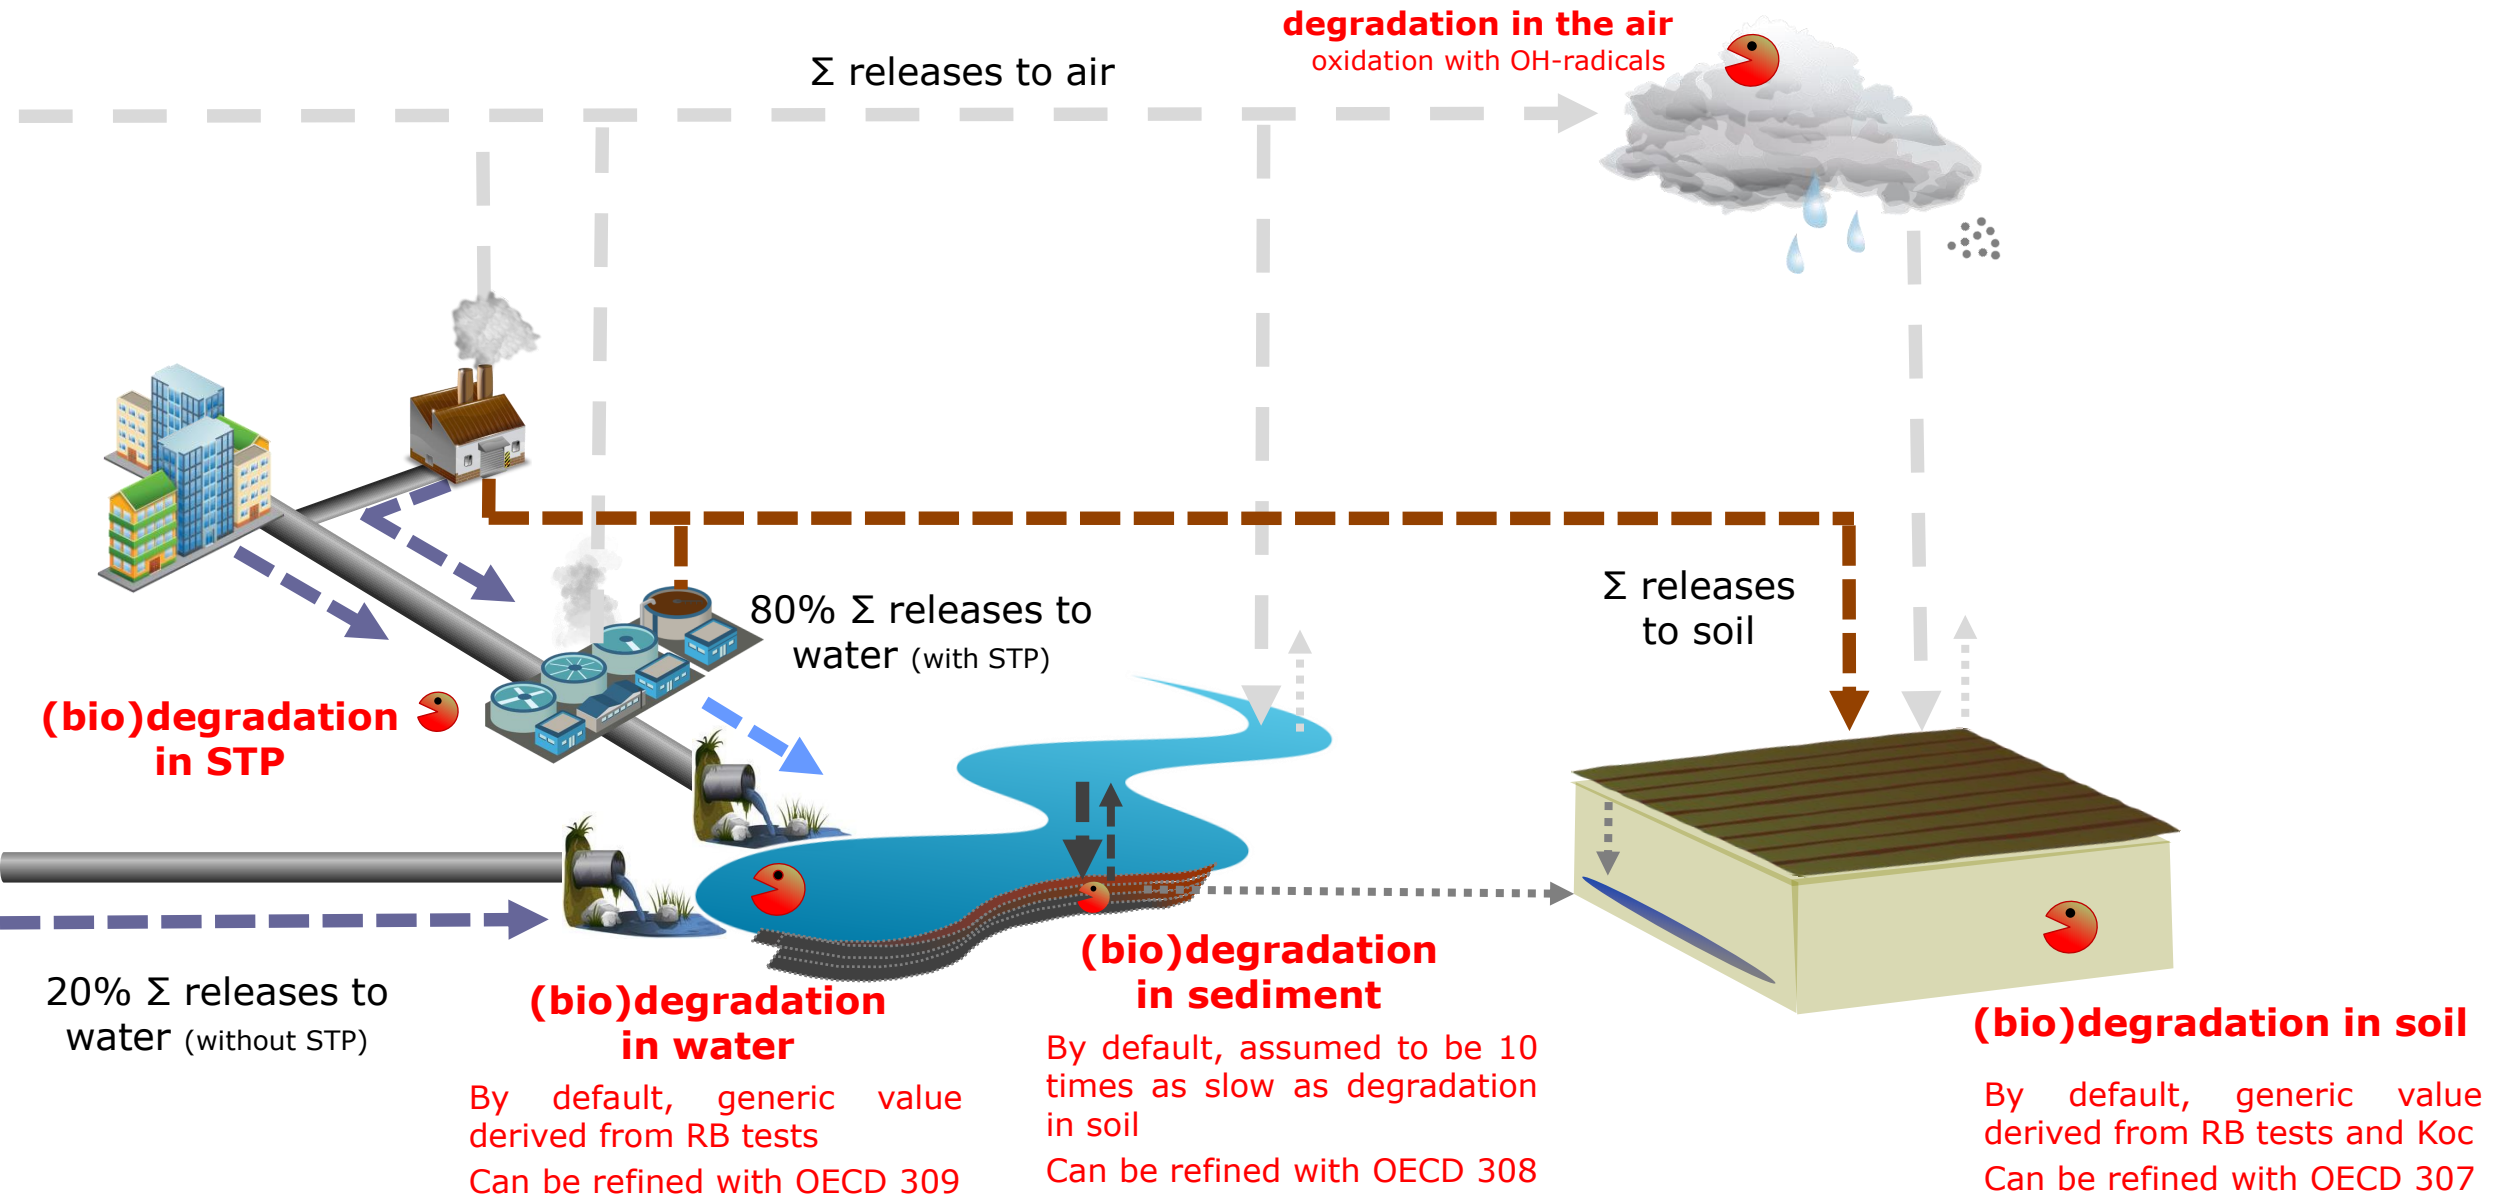 degradation in the air
oxidation with OH-radicals
Σ releases to air
Σ releases
to soil
80% Σ releases to
water (with STP)
(bio)degradation
in STP
20% Σ releases to
water (without STP)
(bio)degradation
in water
By default, generic value
derived from RB tests
Can be refined with OECD 309
(bio)degradation
in sediment
By default, assumed to be 10
times as slow as degradation
in soil
Can be refined with OECD 308
(bio)degradation in soil
By default, generic value
derived from RB tests and Koc
Can be refined with OECD 307